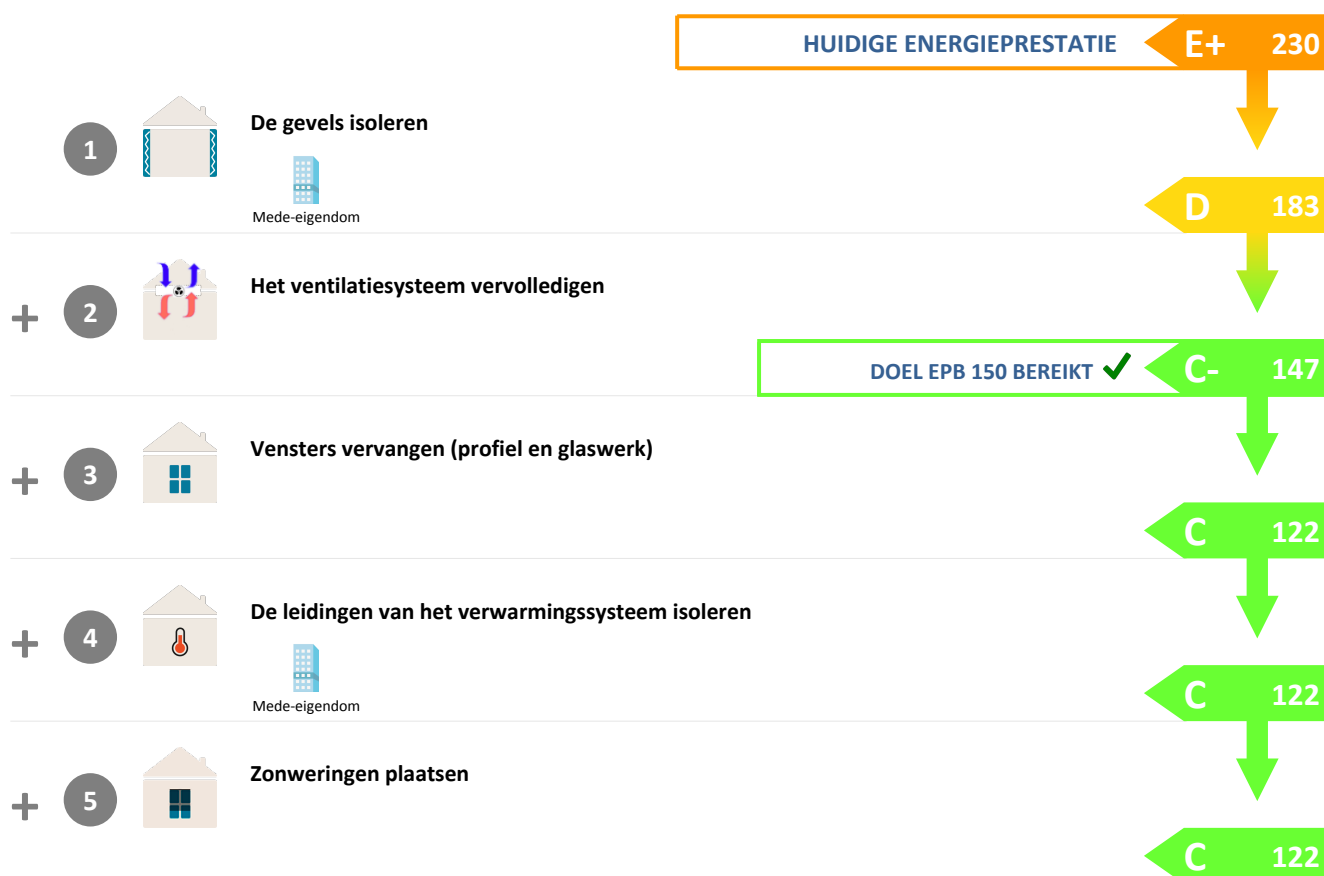 HUIDIGE ENERGIEPRESTATIE E+ 230
1 De gevels isoleren
Mede-eigendom
D 183
+ 2 Het ventilatiesysteem vervolledigen
DOEL EPB 150 BEREIKT ✓ C- 147
+ 3 Vensters vervangen (profiel en glaswerk)
C 122
+ 4 De leidingen van het verwarmingssysteem isoleren
Mede-eigendom
C 122
+ 5 Zonweringen plaatsen
C 122